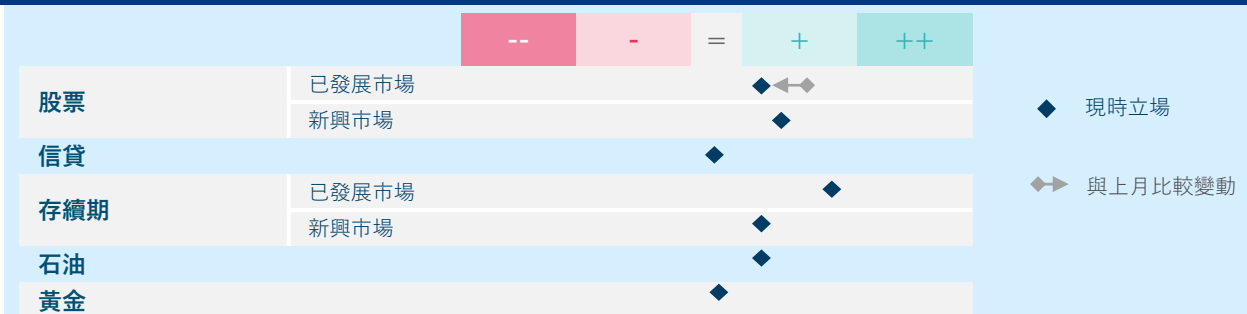 -- - = + ++
股票 已發展市場
新興市場
信貸
存續期 已發展市場
新興市場
石油
黃金
現時立場
與上月比較變動